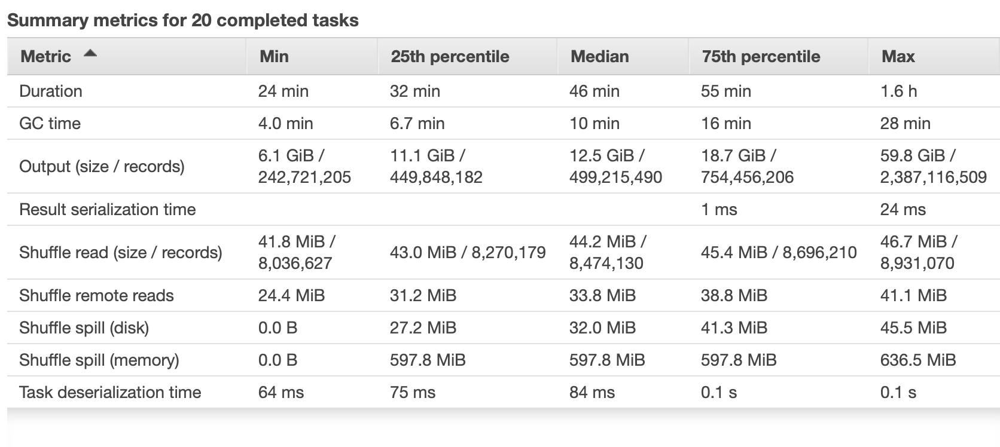 Summary metrics for 20 completed tasks
Metric Min 25th percentile Median 75th percentile Max
Duration 24 min 32 min 46 min 55 min 1.6 h
GC time 4.0 min 6.7 min 10 min 16 min 28 min
Output (size / records) 6.1 GiB / 242,721,205 11.1 GiB / 449,848,182 12.5 GiB / 499,215,490 18.7 GiB / 754,456,206 59.8 GiB / 2,387,116,509
Result serialization time 1 ms 24 ms
Shuffle read (size / records) 41.8 MiB / 8,036,627 43.0 MiB / 8,270,179 44.2 MiB / 8,474,130 45.4 MiB / 8,696,210 46.7 MiB / 8,931,070
Shuffle remote reads 24.4 MiB 31.2 MiB 33.8 MiB 38.8 MiB 41.1 MiB
Shuffle spill (disk) 0.0 B 27.2 MiB 32.0 MiB 41.3 MiB 45.5 MiB
Shuffle spill (memory) 0.0 B 597.8 MiB 597.8 MiB 597.8 MiB 636.5 MiB
Task deserialization time 64 ms 75 ms 84 ms 0.1 s 0.1 s